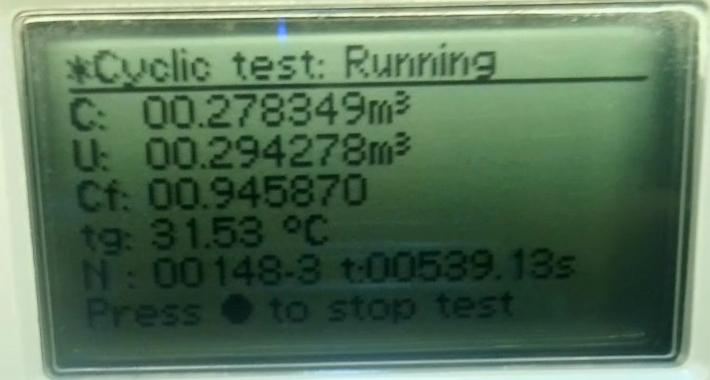 *Cyclic test: Running
C: 00.278349m³
U: 00.294278m³
Cf: 00.945870
tg: 31.53 °C
N : 00148-3 t:00539.13s
Press ● to stop test